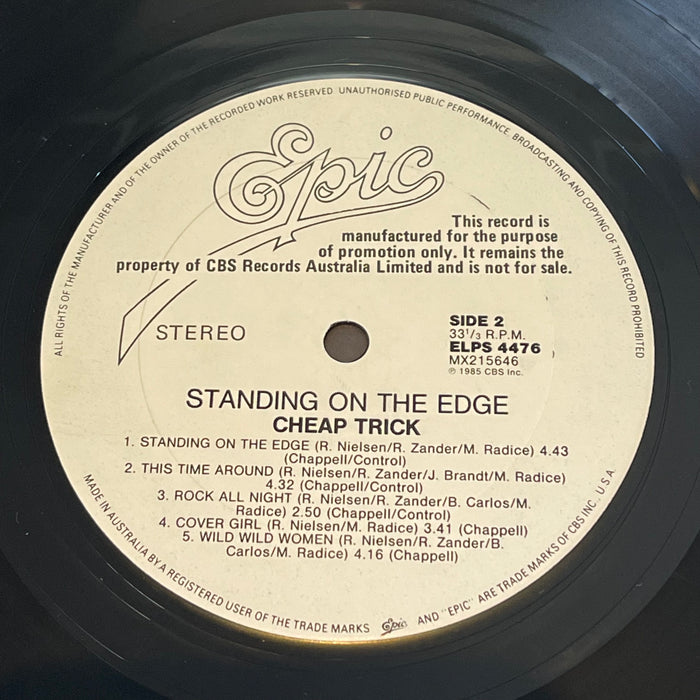 ALL RIGHTS OF THE MANUFACTURER AND OF THE OWNER OF THE RECORDED WORK RESERVED UNAUTHORISED PUBLIC PERFORMANCE, BROADCASTING AND COPYING OF THIS RECORD PROHIBITED
Epic
This record is
manufactured for the purpose
of promotion only. It remains the
property of CBS Records Australia Limited and is not for sale.
STEREO
SIDE 2
33 1/3 R.P.M.
ELPS 4476
MX215646
℗ 1985 CBS Inc.
STANDING ON THE EDGE
CHEAP TRICK
1. STANDING ON THE EDGE (R. Nielsen/R. Zander/M. Radice) 4.43
(Chappell/Control)
2. THIS TIME AROUND (R. Nielsen/R. Zander/J. Brandt/M. Radice)
4.32 (Chappell/Control)
3. ROCK ALL NIGHT (R. Nielsen/R. Zander/B. Carlos/M.
Radice) 2.50 (Chappell/Control)
4. COVER GIRL (R. Nielsen/M. Radice) 3.41 (Chappell)
5. WILD WILD WOMEN (R. Nielsen/R. Zander/B.
Carlos/M. Radice) 4.16 (Chappell)
MADE IN AUSTRALIA BY A REGISTERED USER OF THE TRADE MARKS Epic AND "EPIC" ARE TRADE MARKS OF CBS INC. U.S.A